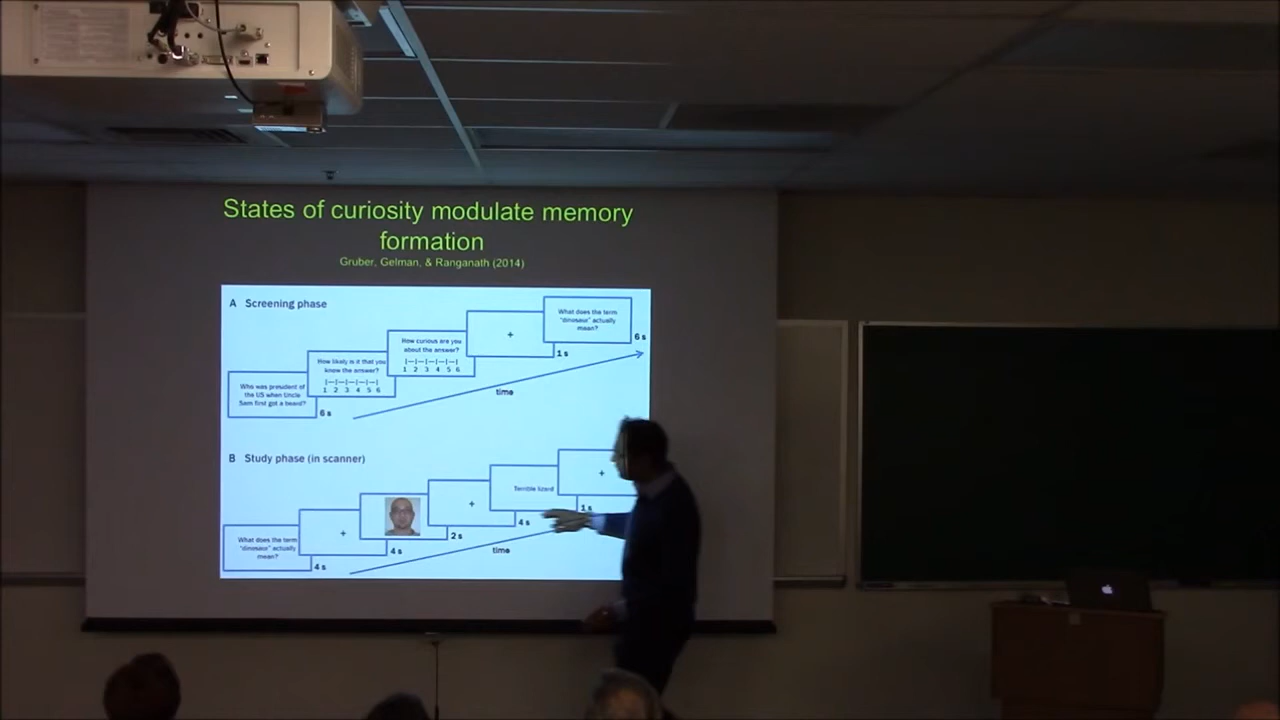 States of curiosity modulate memory
formation
Gruber, Gelman, & Ranganath (2014)
A Screening phase
What does the term
"dinosaur" actually
mean?
6 s
+
1 s
How curious are you
about the answer?
1 2 3 4 5 6
How likely is it that you
know the answer?
1 2 3 4 5 6
Who was president of
the US when Uncle
Sam first got a beard?
6 s
time
B Study phase (in scanner)
+
1 s
Terrible lizard
4 s
+
2 s
4 s
+
What does the term
"dinosaur" actually
mean?
4 s
time